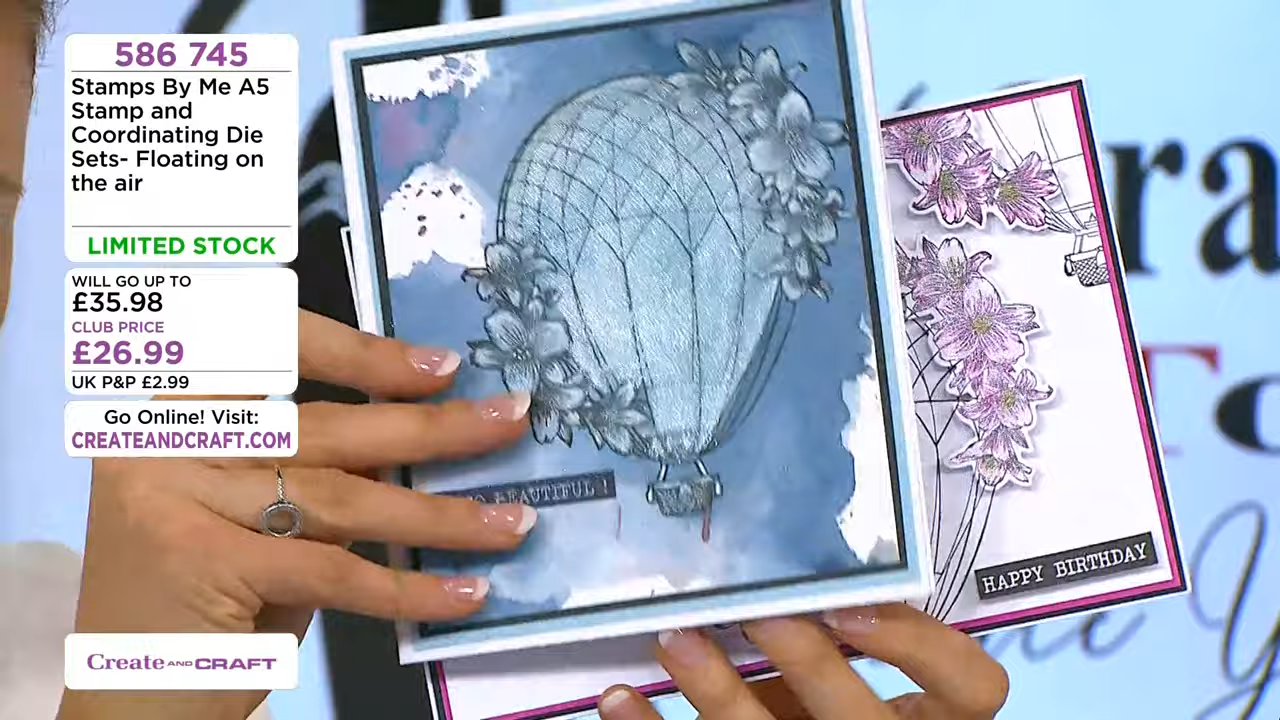 586 745
Stamps By Me A5
Stamp and
Coordinating Die
Sets- Floating on
the air
LIMITED STOCK
WILL GO UP TO
£35.98
CLUB PRICE
£26.99
UK P&P £2.99
Go Online! Visit:
CREATEANDCRAFT.COM
Create AND CRAFT
BEAUTIFUL !
HAPPY BIRTHDAY